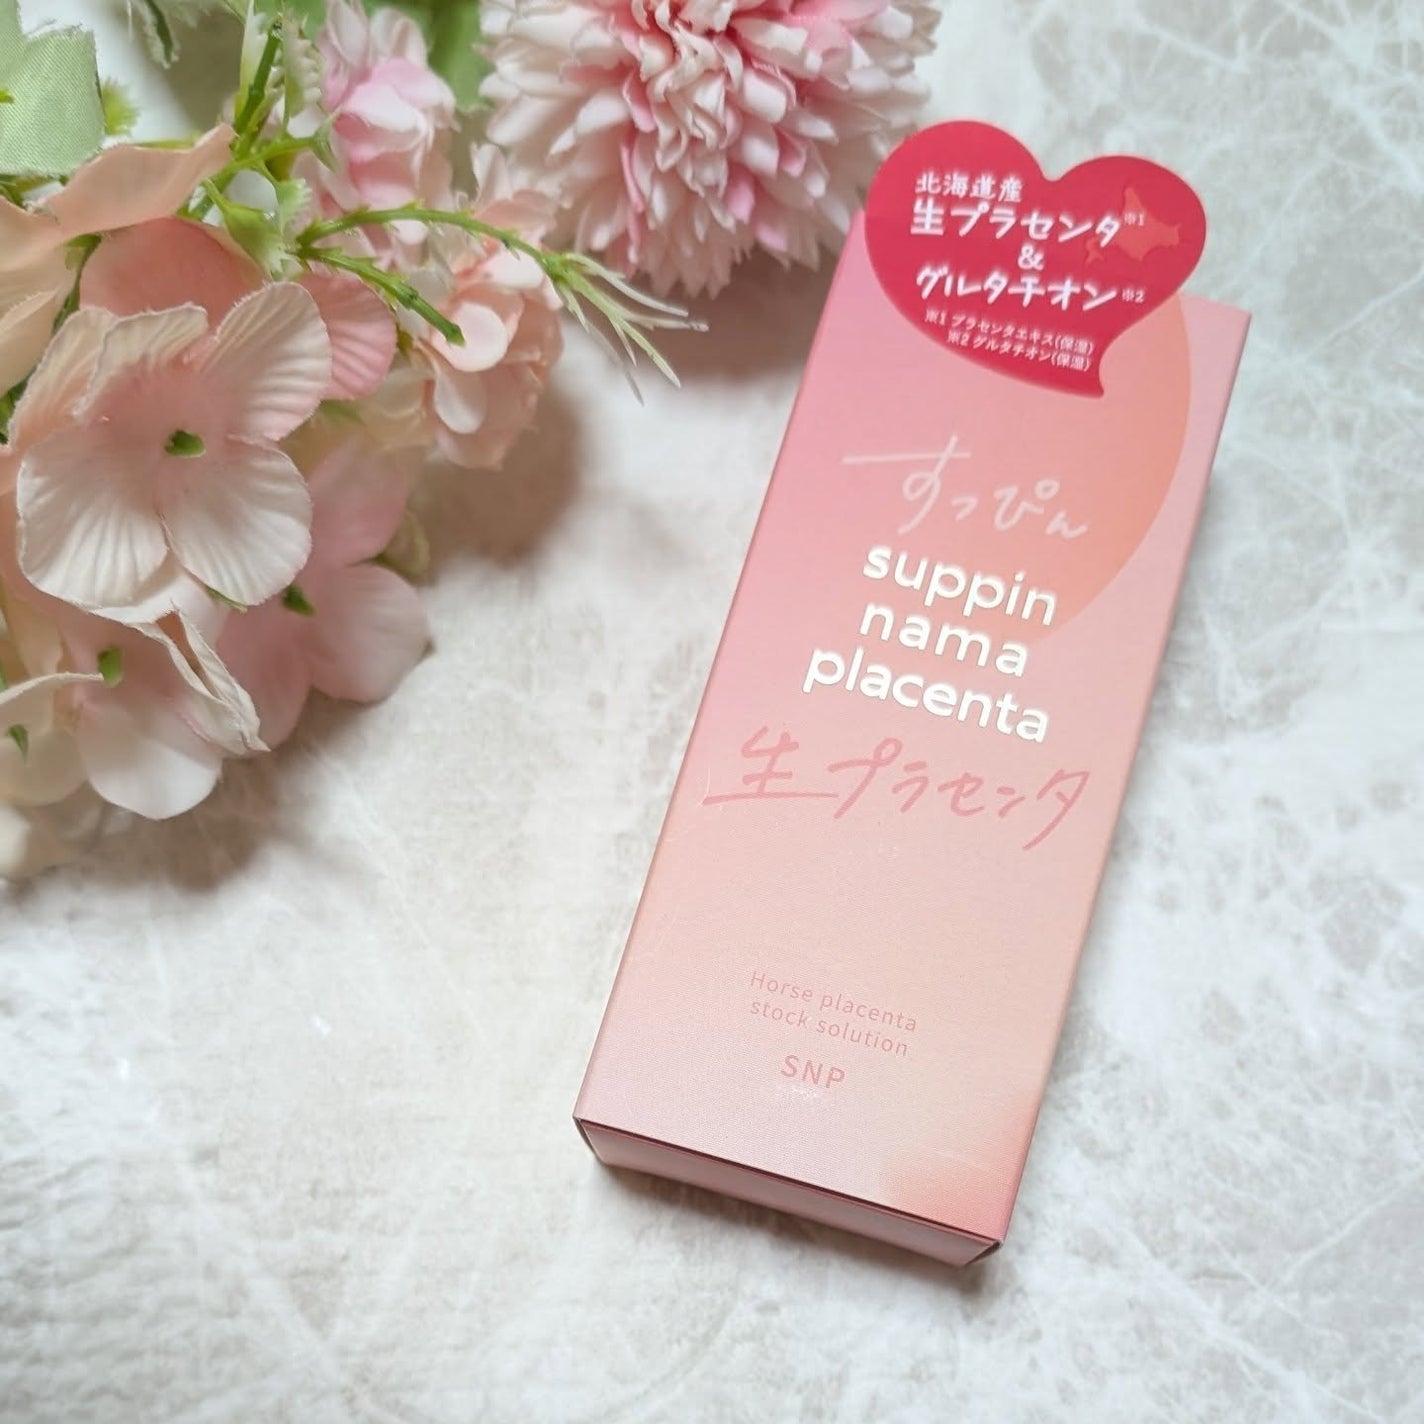 北海道産
生プラセンタ※1
&
グルタチオン※2
※1 プラセンタエキス(保湿)
※2 グルタチオン(保湿)
すっぴん
suppin
nama
placenta
生プラセンタ
Horse placenta
stock solution
SNP